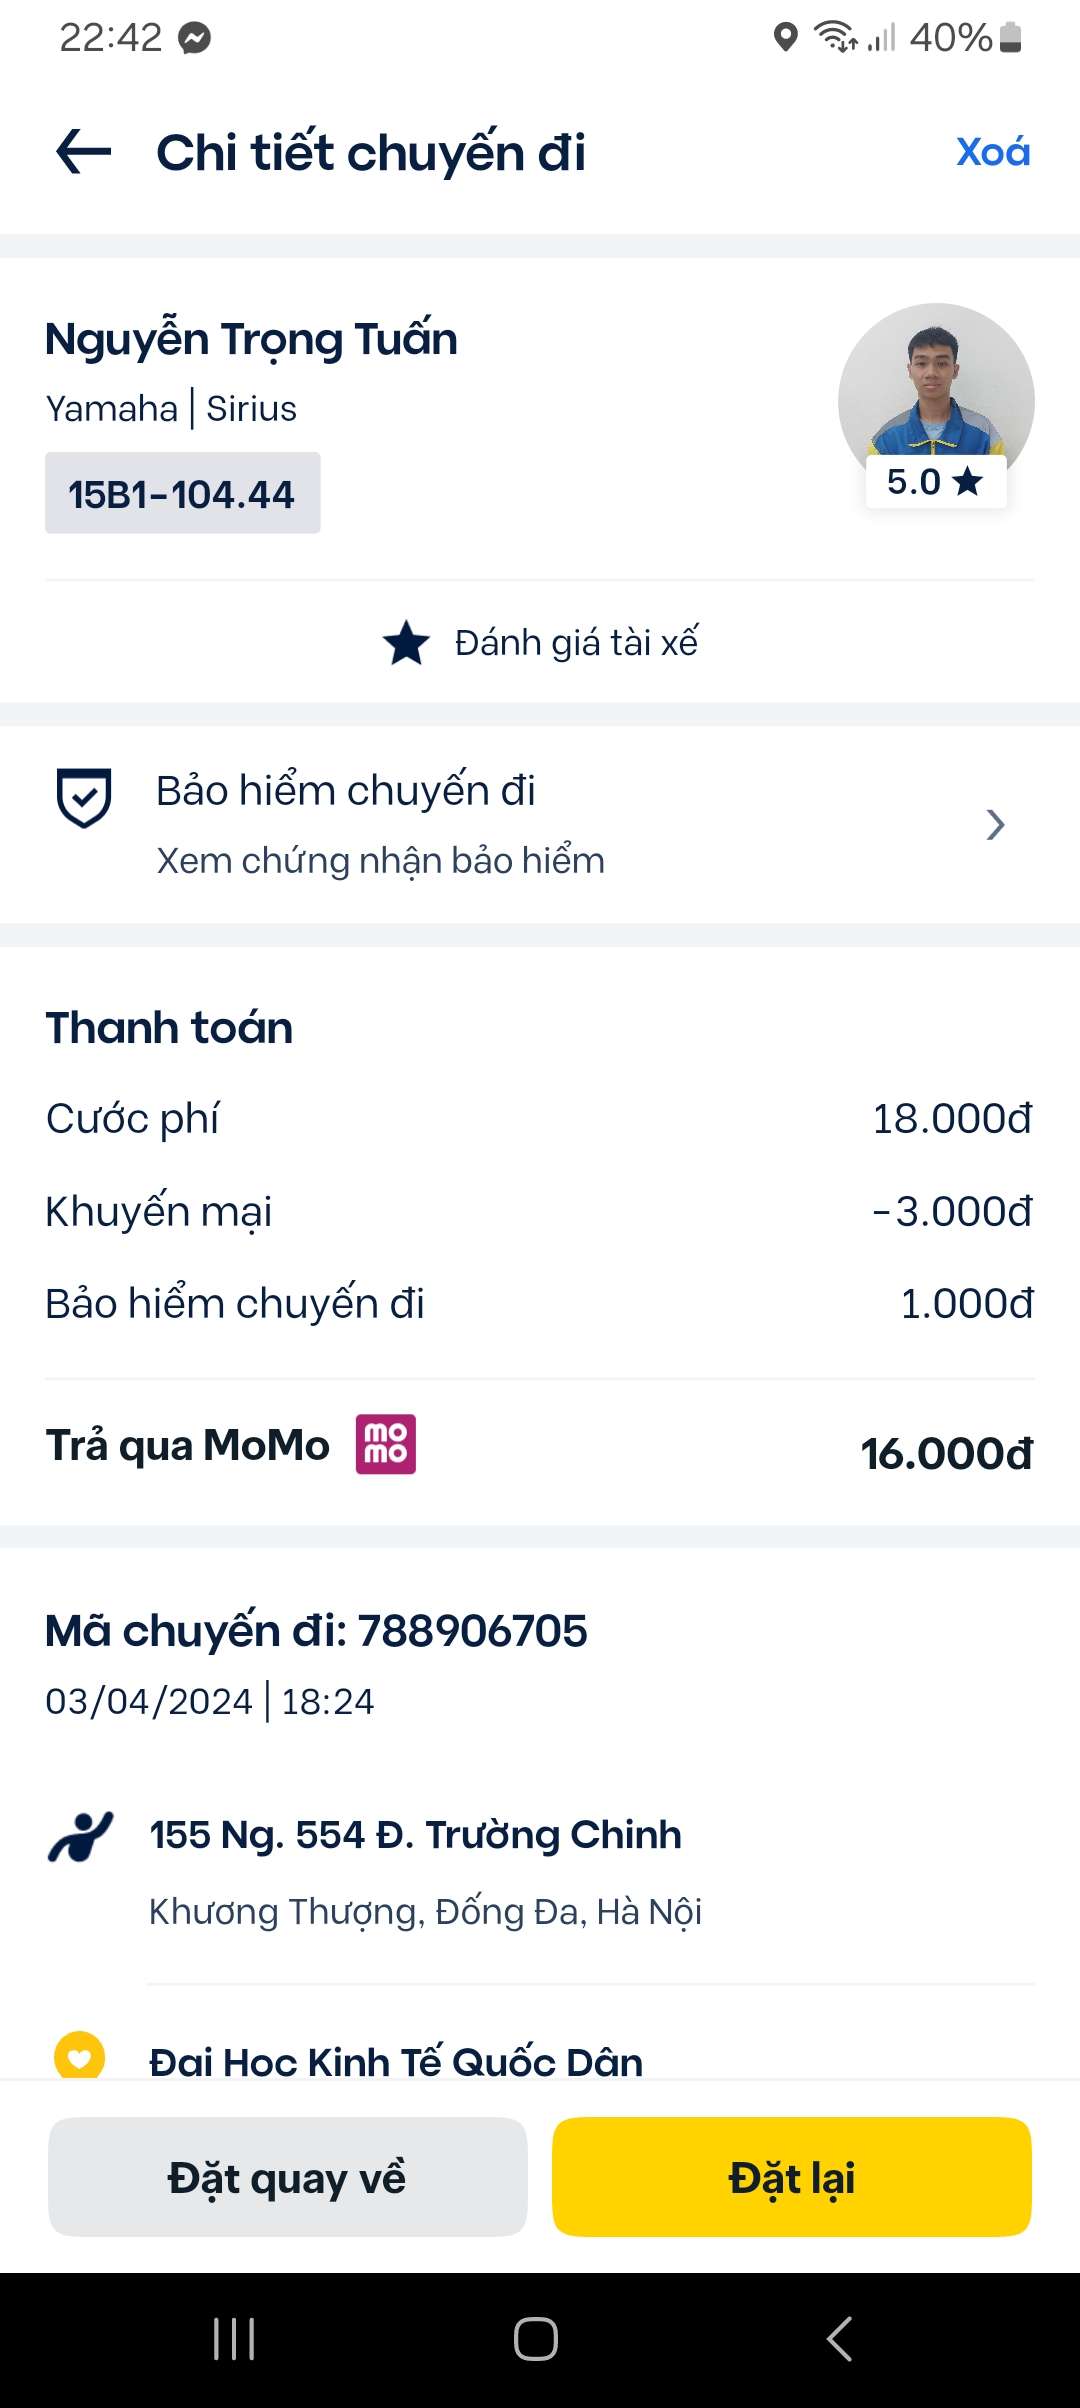 22:42
40%
Chi tiết chuyến đi
Xoá
Nguyễn Trọng Tuấn
Yamaha | Sirius
15B1-104.44
5.0
Đánh giá tài xế
Bảo hiểm chuyến đi
Xem chứng nhận bảo hiểm
Thanh toán
Cước phí 18.000đ
Khuyến mại -3.000đ
Bảo hiểm chuyến đi 1.000đ
Trả qua MoMo mo mo 16.000đ
Mã chuyến đi: 788906705
03/04/2024 | 18:24
155 Ng. 554 Đ. Trường Chinh
Khương Thượng, Đống Đa, Hà Nội
Đại Học Kinh Tế Quốc Dân
Đặt quay về
Đặt lại